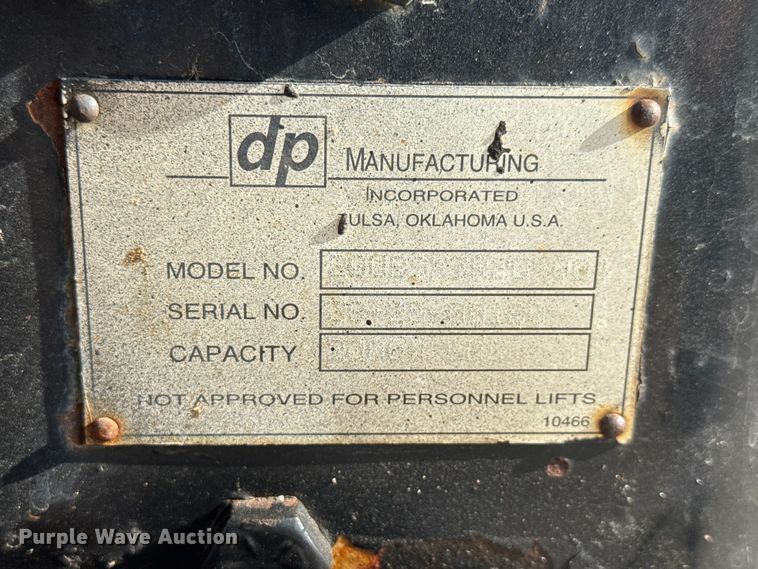 dp MANUFACTURING
INCORPORATED
TULSA, OKLAHOMA U.S.A.
MODEL NO.
SERIAL NO.
CAPACITY
NOT APPROVED FOR PERSONNEL LIFTS
10466
Purple Wave Auction